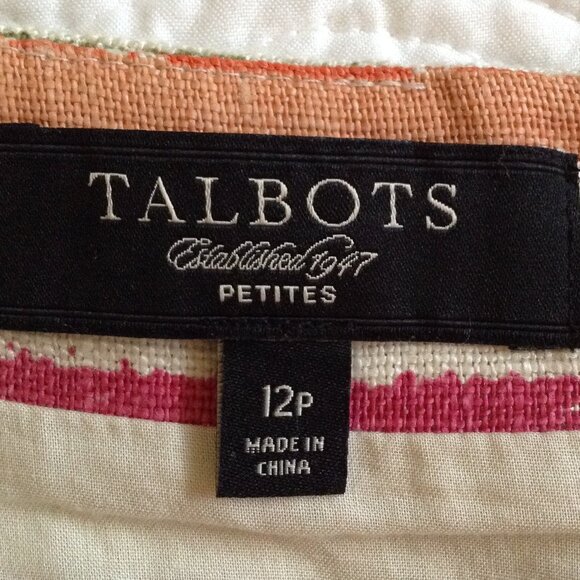 TALBOTS
Established 1947
PETITES
12P
MADE IN
CHINA